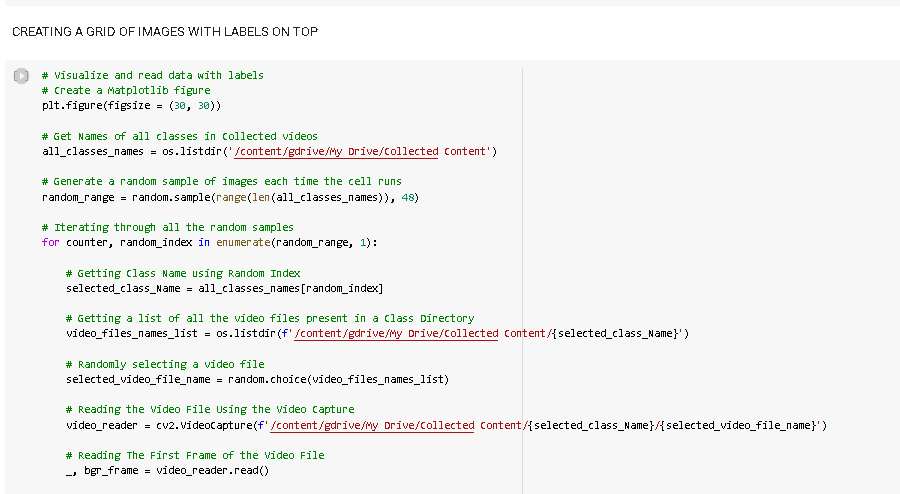 CREATING A GRID OF IMAGES WITH LABELS ON TOP
# Visualize and read data with labels
# Create a Matplotlib figure
plt.figure(figsize = (30, 30))
# Get Names of all classes in Collected videos
all_classes_names = os.listdir('/content/gdrive/My Drive/Collected Content')
# Generate a random sample of images each time the cell runs
random_range = random.sample(range(len(all_classes_names)), 48)
# Iterating through all the random samples
for counter, random_index in enumerate(random_range, 1):
# Getting Class Name using Random Index
selected_class_Name = all_classes_names[random_index]
# Getting a list of all the video files present in a Class Directory
video_files_names_list = os.listdir(f'/content/gdrive/My Drive/Collected Content/{selected_class_Name}')
# Randomly selecting a video file
selected_video_file_name = random.choice(video_files_names_list)
# Reading the Video File Using the Video Capture
video_reader = cv2.VideoCapture(f'/content/gdrive/My Drive/Collected Content/{selected_class_Name}/{selected_video_file_name}')
# Reading The First Frame of the Video File
_, bgr_frame = video_reader.read()